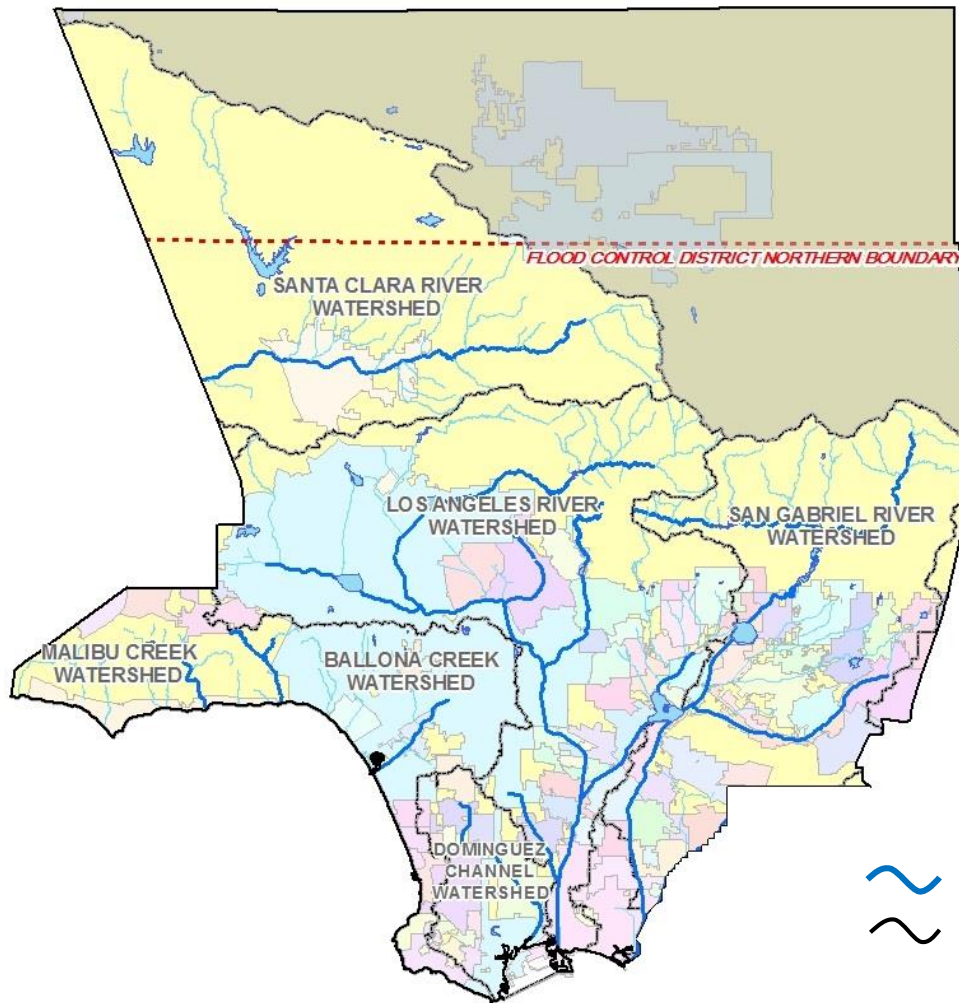 FLOOD CONTROL DISTRICT NORTHERN BOUNDARY
SANTA CLARA RIVER
WATERSHED
LOS ANGELES RIVER
WATERSHED
SAN GABRIEL RIVER
WATERSHED
MALIBU CREEK
WATERSHED
BALLONA CREEK
WATERSHED
DOMINGUEZ
CHANNEL
WATERSHED